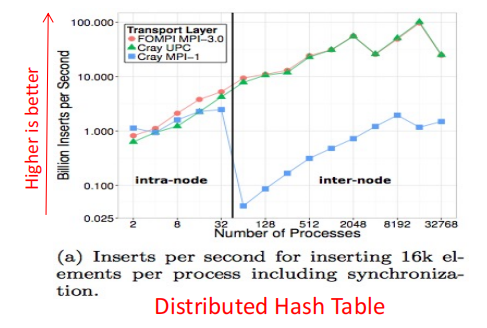 Higher is better
Billion Inserts per Second
100.000
10.000
1.000
0.100
0.025
Transport Layer
FOMPI MPI-3.0
Cray UPC
Cray MPI-1
intra-node
inter-node
2 8 32 128 512 2048 8192 32768
Number of Processes
(a) Inserts per second for inserting 16k el-
ements per process including synchroniza-
tion.
Distributed Hash Table